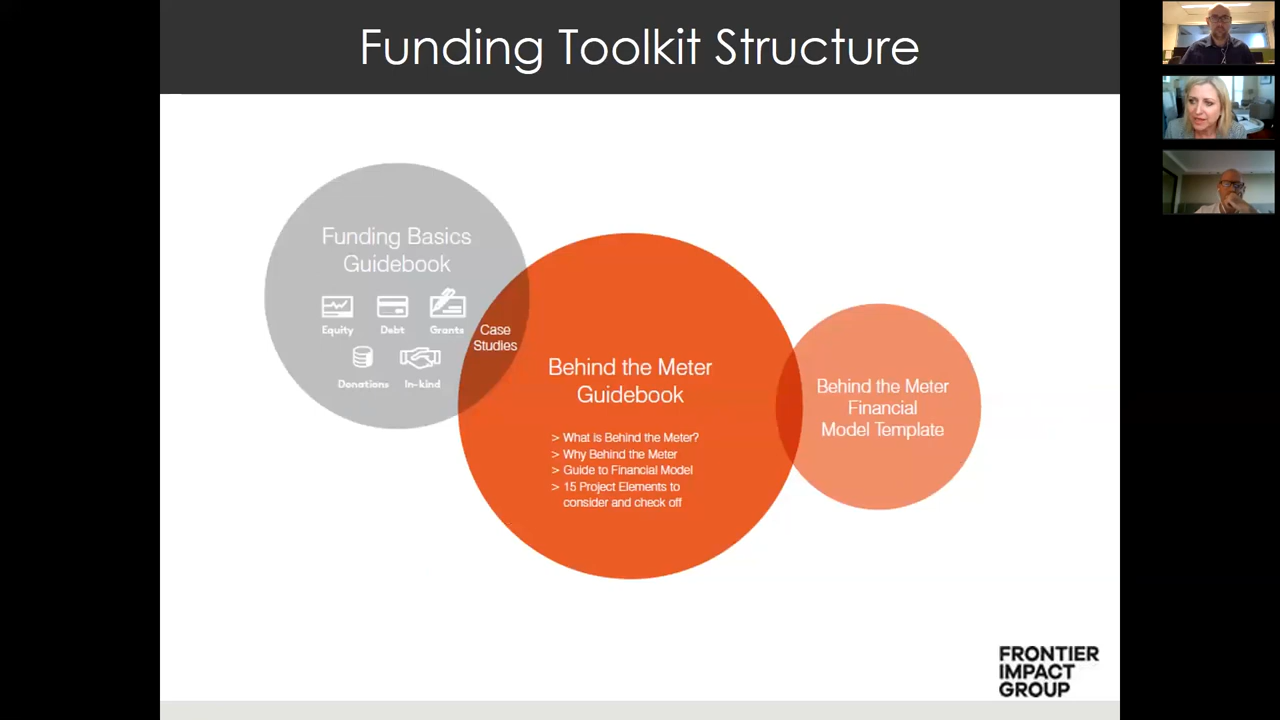 Funding Toolkit Structure
Funding Basics
Guidebook
Equity
Debt
Grants
Donations
In-kind
Case
Studies
Behind the Meter
Guidebook
> What is Behind the Meter?
> Why Behind the Meter
> Guide to Financial Model
> 15 Project Elements to
consider and check off
Behind the Meter
Financial
Model Template
FRONTIER
IMPACT
GROUP